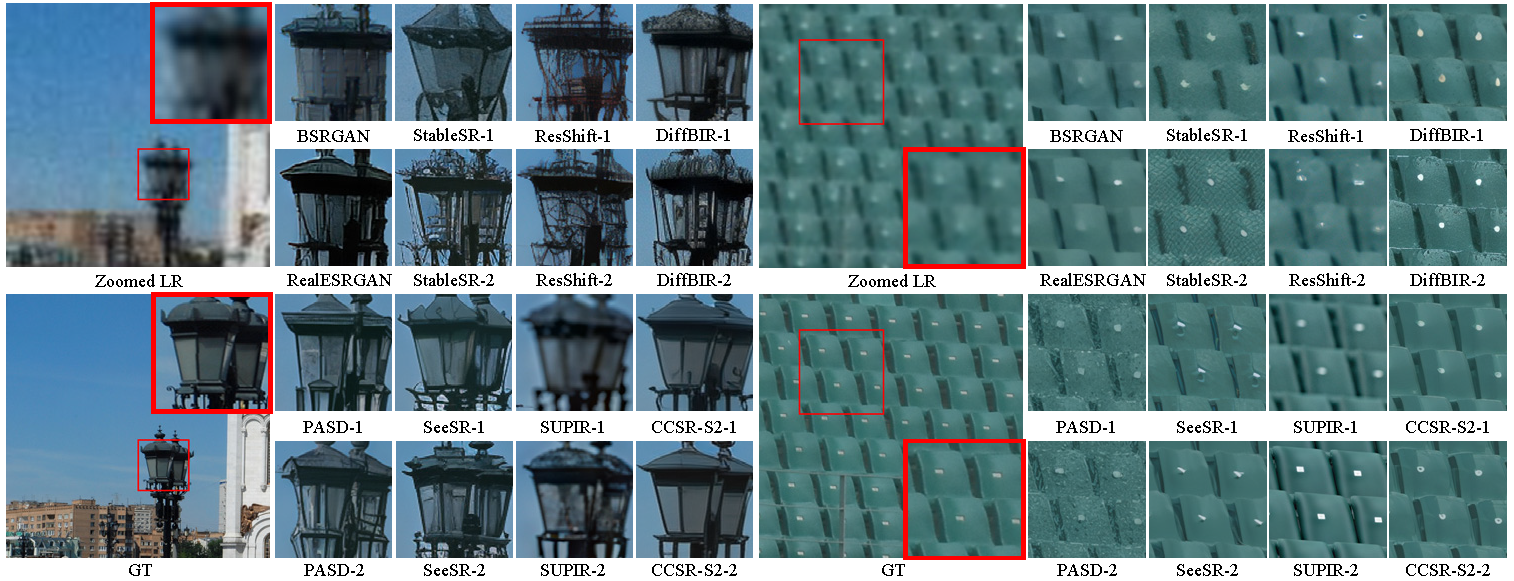 BSRGAN StableSR-1 ResShift-1 DiffBIR-1 BSRGAN StableSR-1 ResShift-1 DiffBIR-1
Zoomed LR RealESRGAN StableSR-2 ResShift-2 DiffBIR-2 Zoomed LR RealESRGAN StableSR-2 ResShift-2 DiffBIR-2
PASD-1 SeeSR-1 SUPIR-1 CCSR-S2-1 PASD-1 SeeSR-1 SUPIR-1 CCSR-S2-1
GT PASD-2 SeeSR-2 SUPIR-2 CCSR-S2-2 GT PASD-2 SeeSR-2 SUPIR-2 CCSR-S2-2